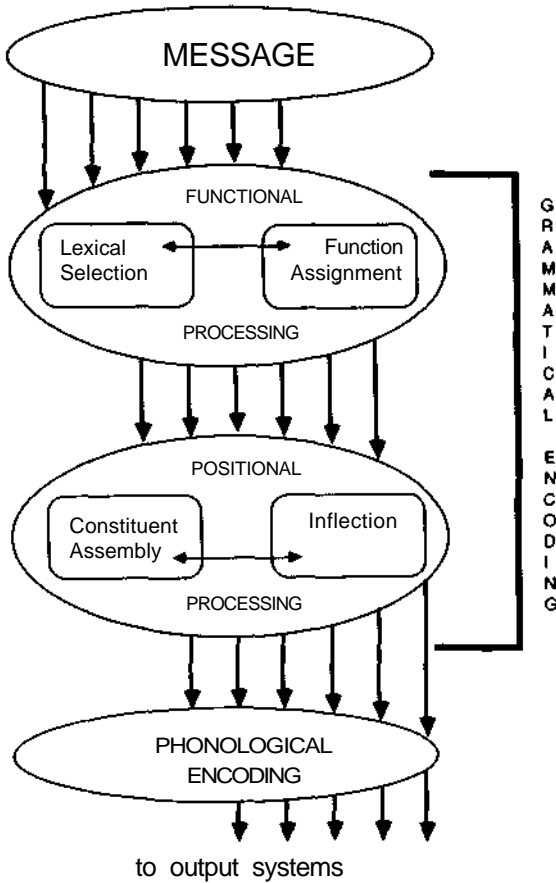 MESSAGE
FUNCTIONAL
Lexical
Selection
Function
Assignment
PROCESSING
POSITIONAL
Constituent
Assembly
Inflection
PROCESSING
PHONOLOGICAL
ENCODING
to output systems
GRAMMATICAL ENCODING